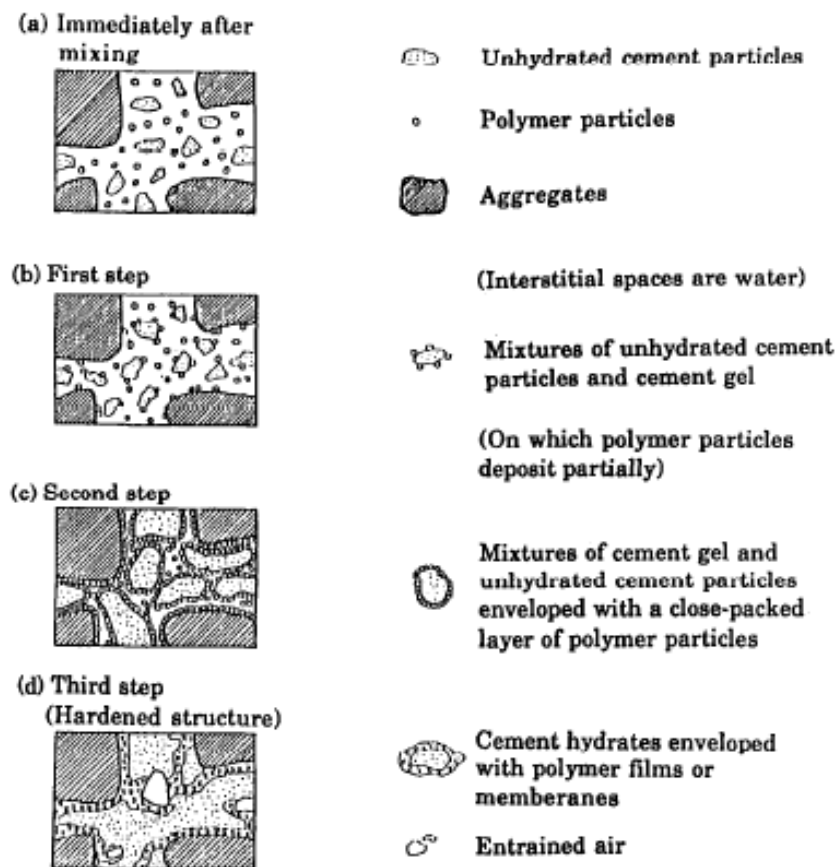 (a) Immediately after
mixing
Unhydrated cement particles
Polymer particles
Aggregates
(b) First step
(Interstitial spaces are water)
Mixtures of unhydrated cement
particles and cement gel
(On which polymer particles
deposit partially)
(c) Second step
Mixtures of cement gel and
unhydrated cement particles
enveloped with a close-packed
layer of polymer particles
(d) Third step
(Hardened structure)
Cement hydrates enveloped
with polymer films or
memberanes
Entrained air